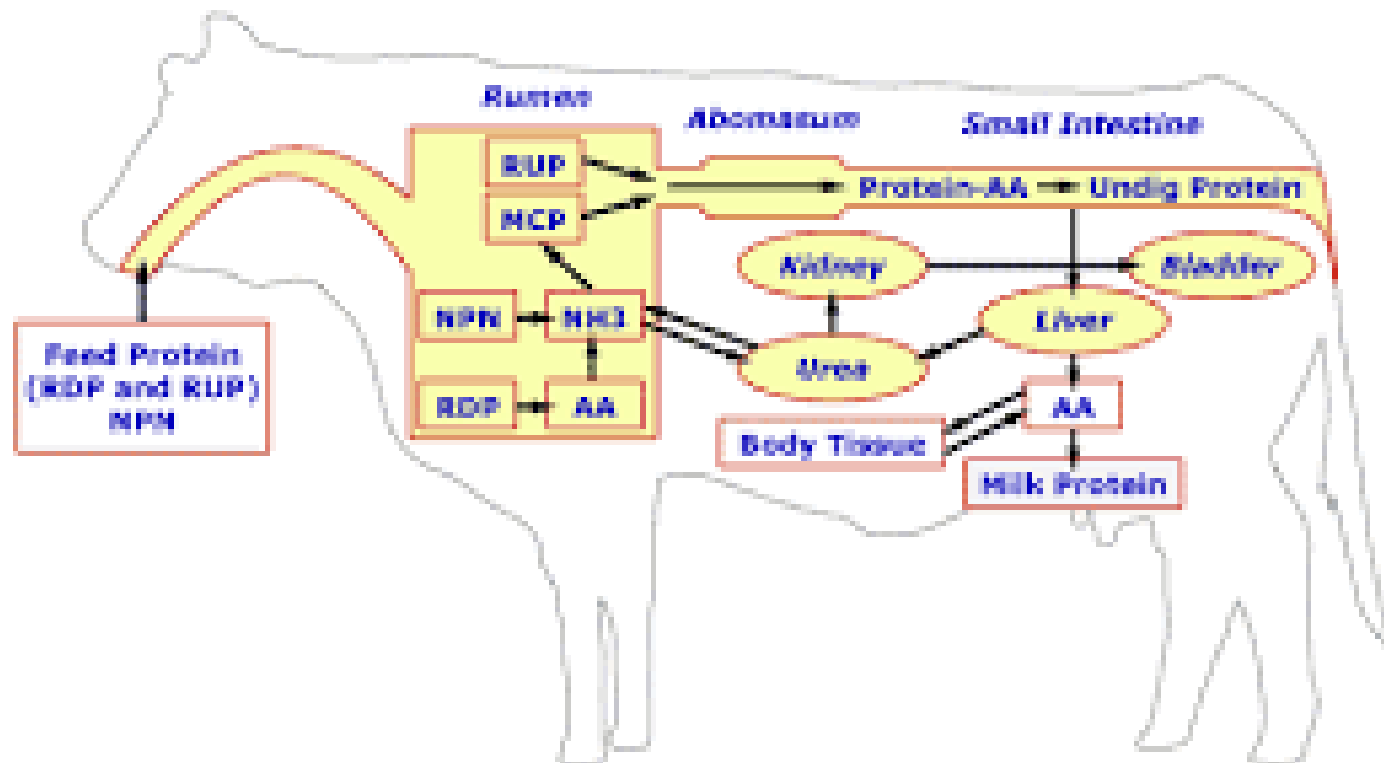 Rumen
Abomasum
Small Intestine
RUP
MCP
Protein-AA
Undig Protein
Kidney
Bladder
NPN
NH3
Liver
Urea
Feed Protein
(RDP and RUP)
NPN
RDP
AA
AA
Body Tissue
Milk Protein